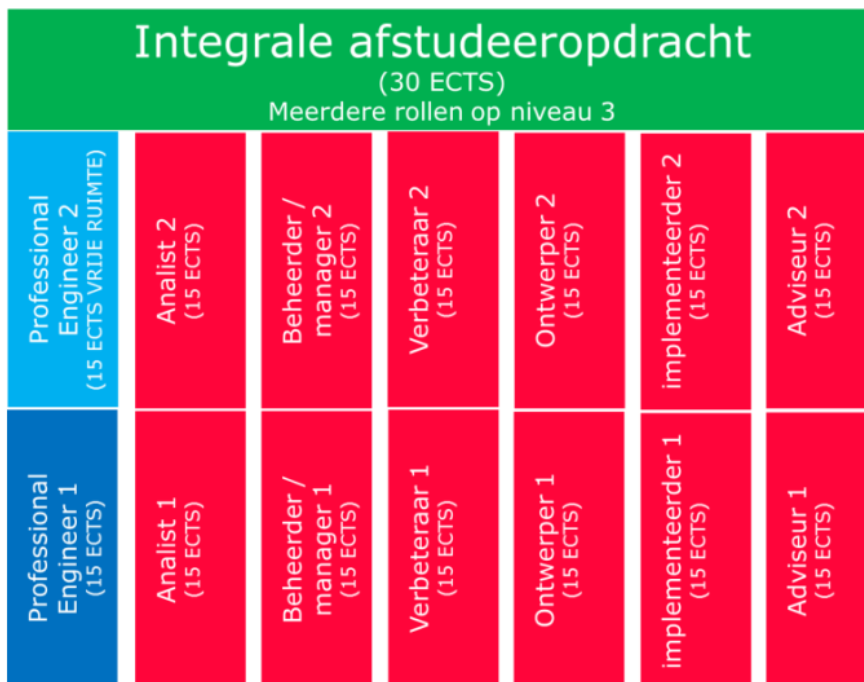 Integrale afstudeeropdracht
(30 ECTS)
Meerdere rollen op niveau 3
Professional
Engineer 2
(15 ECTS VRIJE RUIMTE)
Analist 2
(15 ECTS)
Beheerder /
manager 2
(15 ECTS)
Verbeteraar 2
(15 ECTS)
Ontwerper 2
(15 ECTS)
implementeerder 2
(15 ECTS)
Adviseur 2
(15 ECTS)
Professional
Engineer 1
(15 ECTS)
Analist 1
(15 ECTS)
Beheerder /
manager 1
(15 ECTS)
Verbeteraar 1
(15 ECTS)
Ontwerper 1
(15 ECTS)
implementeerder 1
(15 ECTS)
Adviseur 1
(15 ECTS)